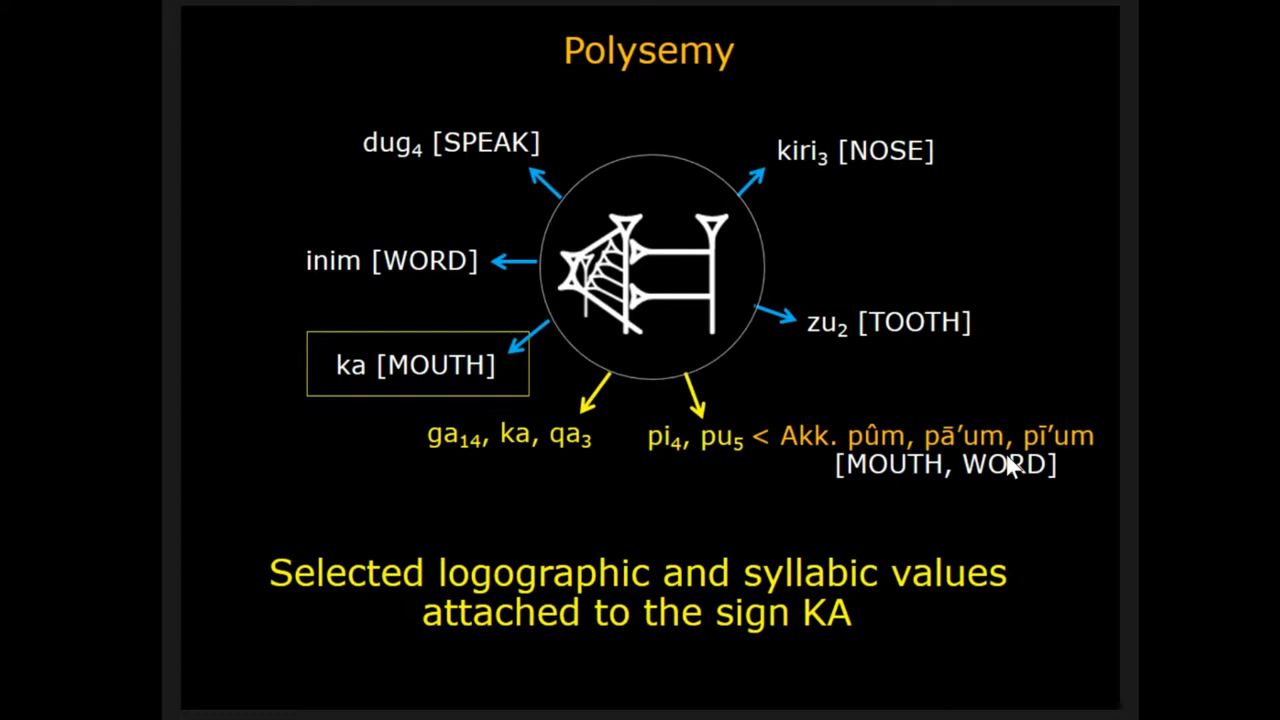 Polysemy
dug₄ [SPEAK]
kiri₃ [NOSE]
inim [WORD]
𒅗
zu₂ [TOOTH]
ka [MOUTH]
ga₁₄, ka, qa₃
pi₄, pu₅ < Akk. pûm, pā’um, pī’um
[MOUTH, WORD]
Selected logographic and syllabic values
attached to the sign KA